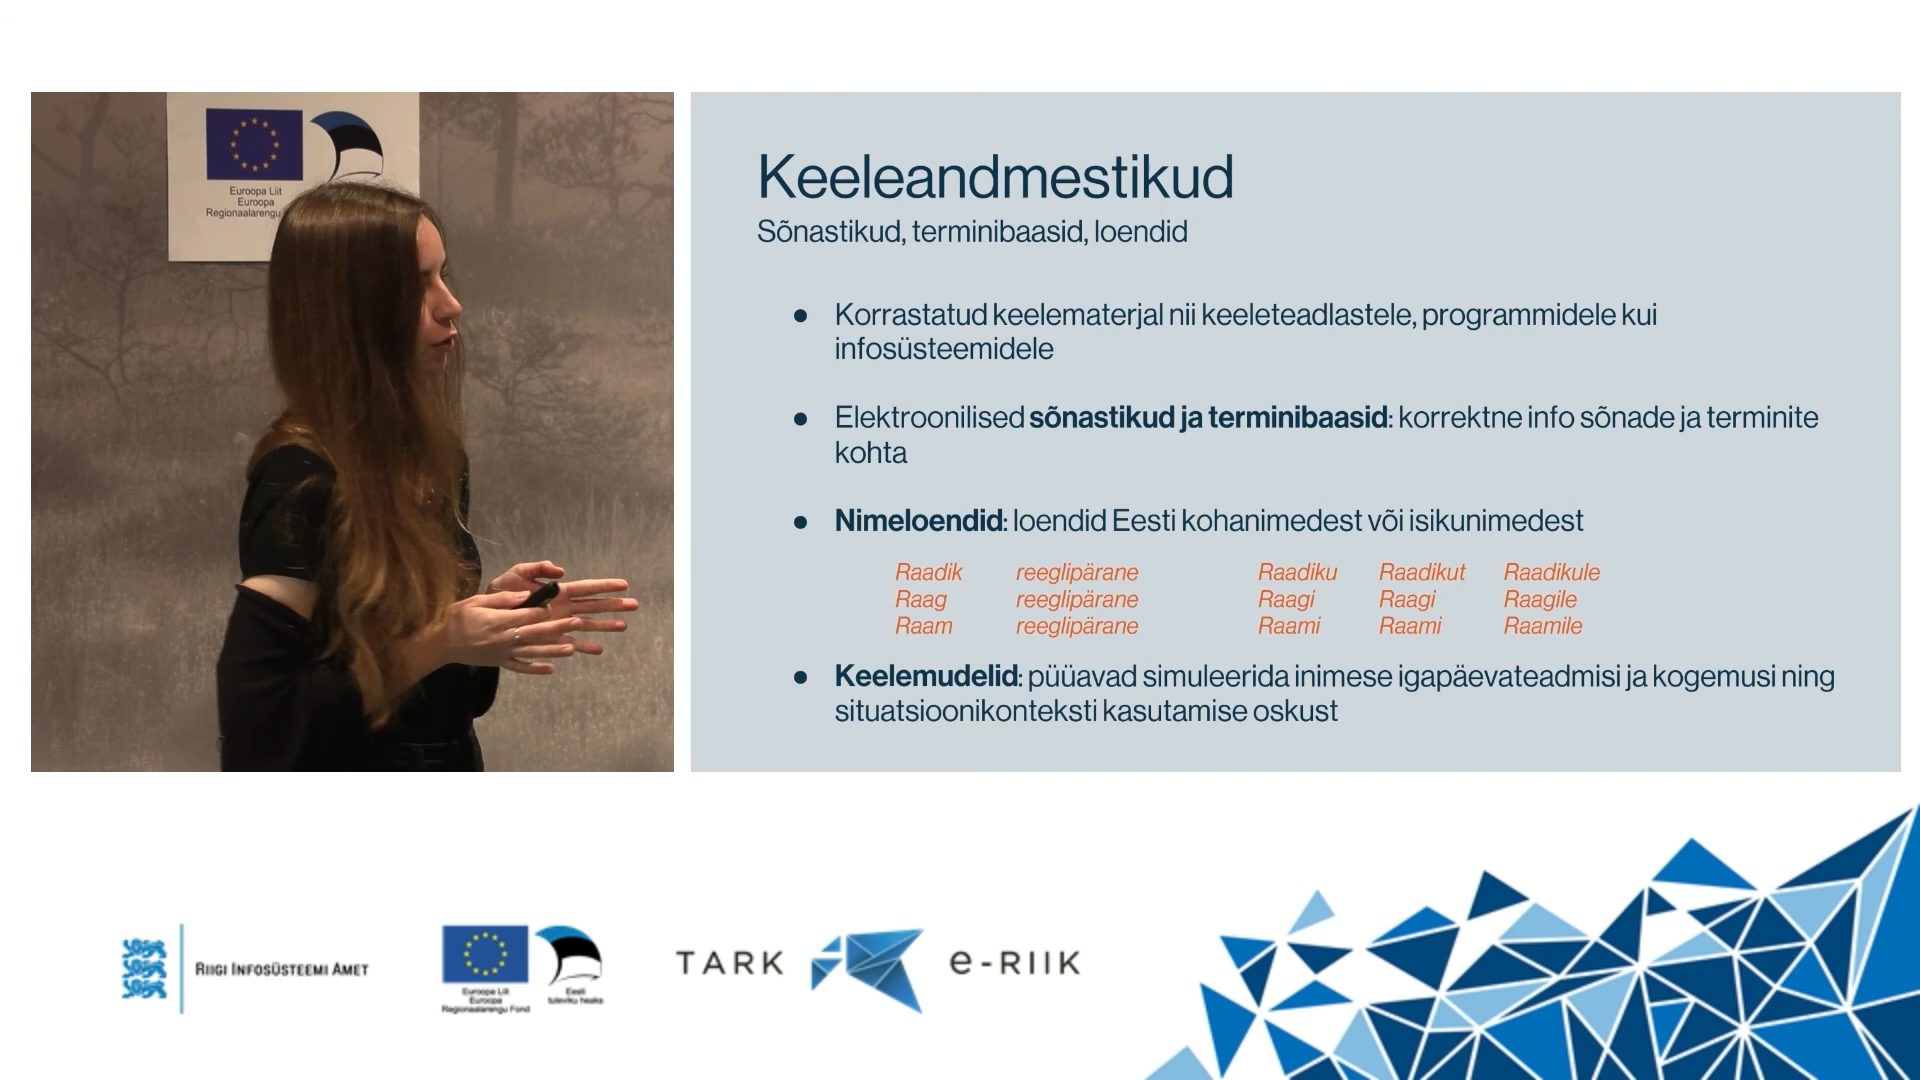 Euroopa Liit
Euroopa
Regionaalarengu
Keeleandmestikud
Sõnastikud, terminibaasid, loendid
● Korrastatud keelematerjal nii keeleteadlastele, programmidele kui
infosüsteemidele
● Elektroonilised sõnastikud ja terminibaasid: korrektne info sõnade ja terminite
kohta
● Nimeloendid: loendid Eesti kohanimedest või isikunimedest
Raadik reeglipärane Raadiku Raadikut Raadikule
Raag reeglipärane Raagi Raagi Raagile
Raam reeglipärane Raami Raami Raamile
● Keelemudelid: püüavad simuleerida inimese igapäevateadmisi ja kogemusi ning
situatsioonikonteksti kasutamise oskust
RIIGI INFOSÜSTEEMI AMET
Euroopa Liit
Euroopa
Regionaalarengu Fond
Eesti
tuleviku heaks
TARK e-RIIK